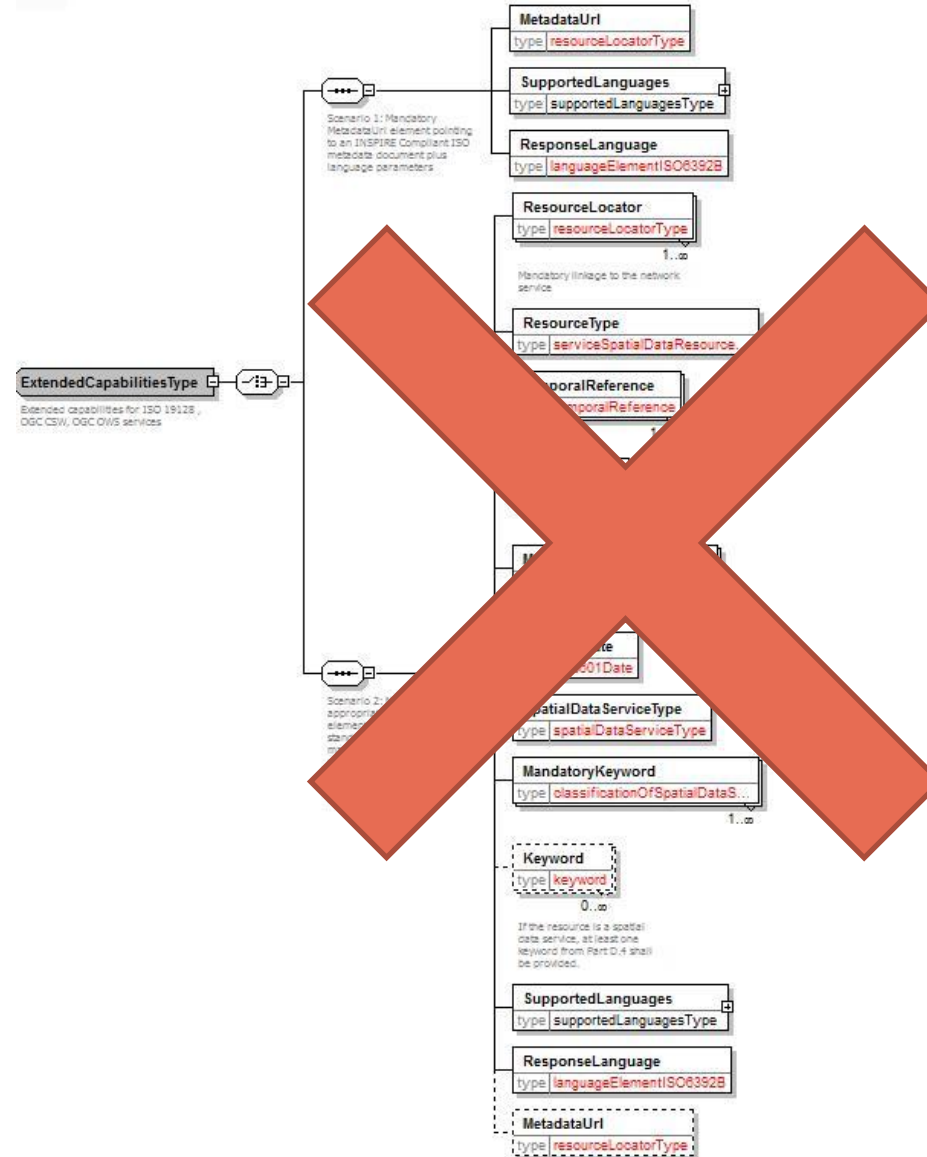 MetadataUrl
type resourceLocatorType
SupportedLanguages
type supportedLanguagesType
Scenario 1: Mandatory
MetadataUrl element pointing
to an INSPIRE Compliant ISO
metadata document plus
language parameters
ResponseLanguage
type languageElementISO6392B
ResourceLocator
type resourceLocatorType
1..∞
Mandatory linkage to the network
service
ResourceType
type serviceSpatialDataResource...
ExtendedCapabilitiesType
Extended capabilities for ISO 19128 ,
OGC CSW, OGC OWS services
poralReference
mporalReference
Scenario 2:
appropria
element
stan
ma
te
01Date
patialDataServiceType
type spatialDataServiceType
MandatoryKeyword
type classificationOfSpatialDataS...
1..∞
Keyword
type keyword
0..∞
If the resource is a spatial
data service, at least one
keyword from Part D.4 shall
be provided.
SupportedLanguages
type supportedLanguagesType
ResponseLanguage
type languageElementISO6392B
MetadataUrl
type resourceLocatorType